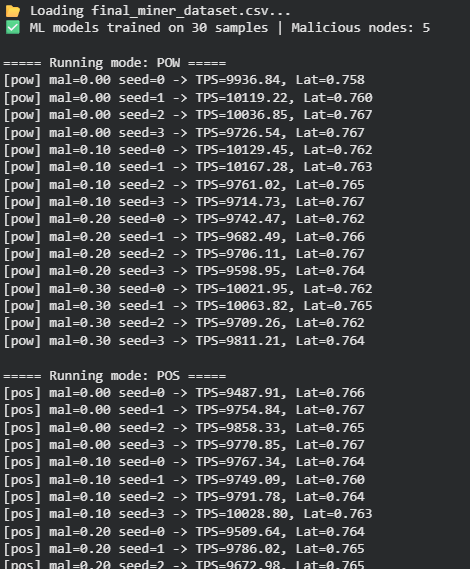 📂 Loading final_miner_dataset.csv...
✅ ML models trained on 30 samples | Malicious nodes: 5

===== Running mode: POW =====
[pow] mal=0.00 seed=0 -> TPS=9936.84, Lat=0.758
[pow] mal=0.00 seed=1 -> TPS=10119.22, Lat=0.760
[pow] mal=0.00 seed=2 -> TPS=10036.85, Lat=0.767
[pow] mal=0.00 seed=3 -> TPS=9726.54, Lat=0.767
[pow] mal=0.10 seed=0 -> TPS=10129.45, Lat=0.762
[pow] mal=0.10 seed=1 -> TPS=10167.28, Lat=0.763
[pow] mal=0.10 seed=2 -> TPS=9761.02, Lat=0.765
[pow] mal=0.10 seed=3 -> TPS=9714.73, Lat=0.767
[pow] mal=0.20 seed=0 -> TPS=9742.47, Lat=0.762
[pow] mal=0.20 seed=1 -> TPS=9682.49, Lat=0.766
[pow] mal=0.20 seed=2 -> TPS=9706.11, Lat=0.767
[pow] mal=0.20 seed=3 -> TPS=9598.95, Lat=0.764
[pow] mal=0.30 seed=0 -> TPS=10021.95, Lat=0.762
[pow] mal=0.30 seed=1 -> TPS=10063.82, Lat=0.765
[pow] mal=0.30 seed=2 -> TPS=9709.26, Lat=0.762
[pow] mal=0.30 seed=3 -> TPS=9811.21, Lat=0.764

===== Running mode: POS =====
[pos] mal=0.00 seed=0 -> TPS=9487.91, Lat=0.766
[pos] mal=0.00 seed=1 -> TPS=9754.84, Lat=0.767
[pos] mal=0.00 seed=2 -> TPS=9858.33, Lat=0.765
[pos] mal=0.00 seed=3 -> TPS=9770.85, Lat=0.767
[pos] mal=0.10 seed=0 -> TPS=9767.34, Lat=0.764
[pos] mal=0.10 seed=1 -> TPS=9749.09, Lat=0.760
[pos] mal=0.10 seed=2 -> TPS=9791.78, Lat=0.764
[pos] mal=0.10 seed=3 -> TPS=10028.80, Lat=0.763
[pos] mal=0.20 seed=0 -> TPS=9509.64, Lat=0.764
[pos] mal=0.20 seed=1 -> TPS=9786.02, Lat=0.765
[pos] mal=0.20 seed=2 -> TPS=9672.98, Lat=0.765